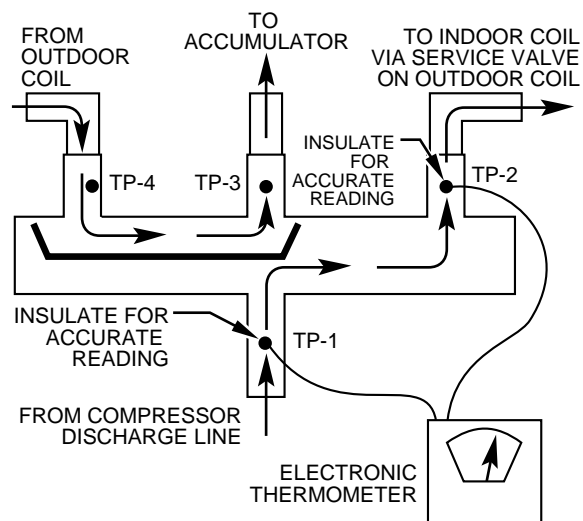 FROM
OUTDOOR
COIL
TO
ACCUMULATOR
TO INDOOR COIL
VIA SERVICE VALVE
ON OUTDOOR COIL
INSULATE
FOR
ACCURATE
READING
TP-4
TP-3
TP-2
INSULATE FOR
ACCURATE
READING
TP-1
FROM COMPRESSOR
DISCHARGE LINE
ELECTRONIC
THERMOMETER